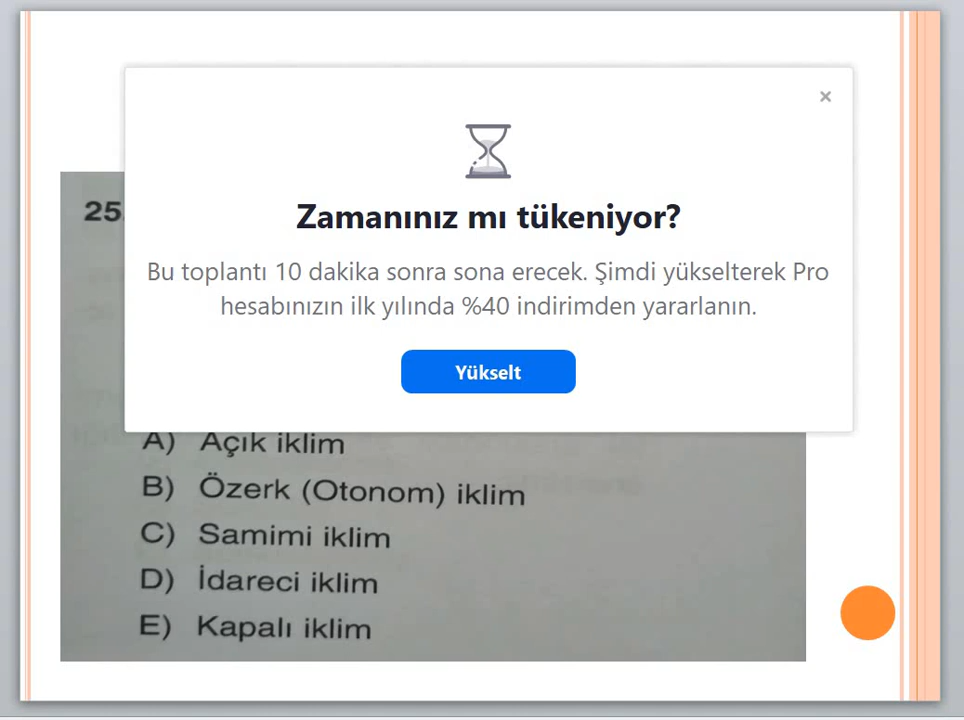 ×
Zamanınız mı tükeniyor?
25.
Bu toplantı 10 dakika sonra sona erecek. Şimdi yükselterek Pro
hesabınızın ilk yılında %40 indirimden yararlanın.
Yükselt
A) Açık iklim
B) Özerk (Otonom) iklim
C) Samimi iklim
D) İdareci iklim
E) Kapalı iklim